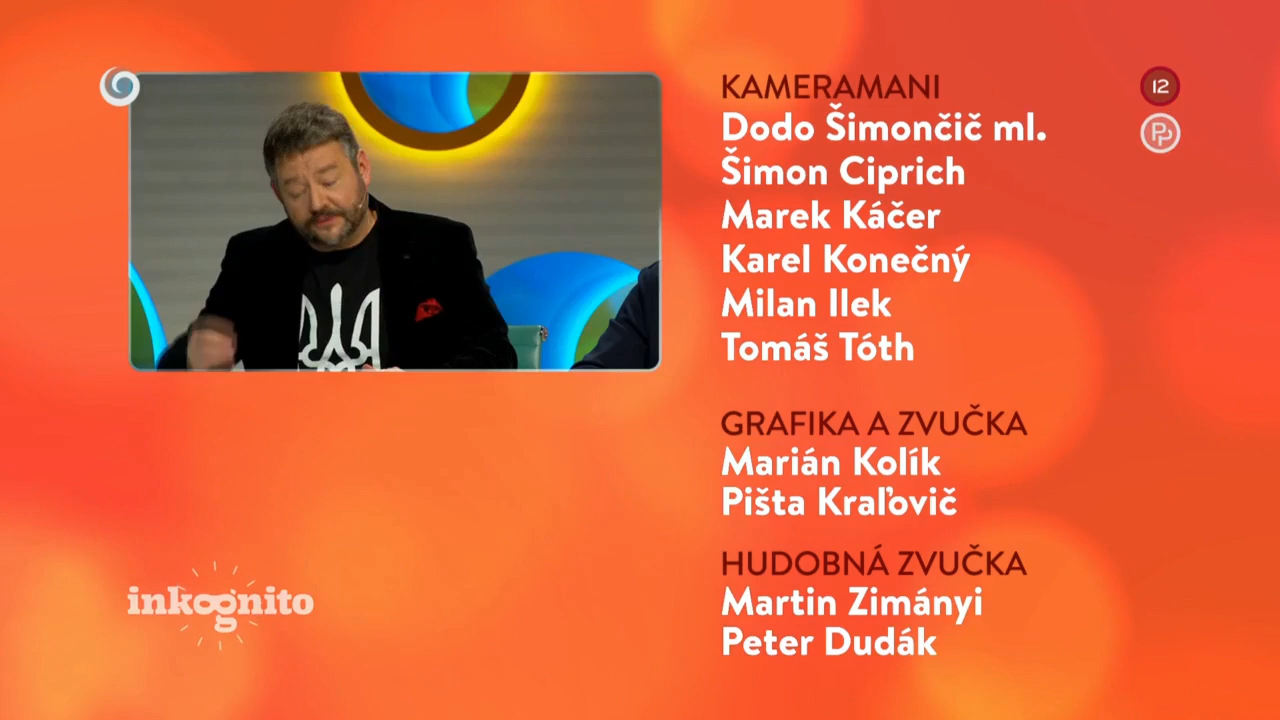 KAMERAMANI
Dodo Šimončič ml.
Šimon Ciprich
Marek Káčer
Karel Konečný
Milan Ilek
Tomáš Tóth
GRAFIKA A ZVUČKA
Marián Kolík
Pišta Kraľovič
HUDOBNÁ ZVUČKA
Martin Zimányi
Peter Dudák
inkognito
12
PP